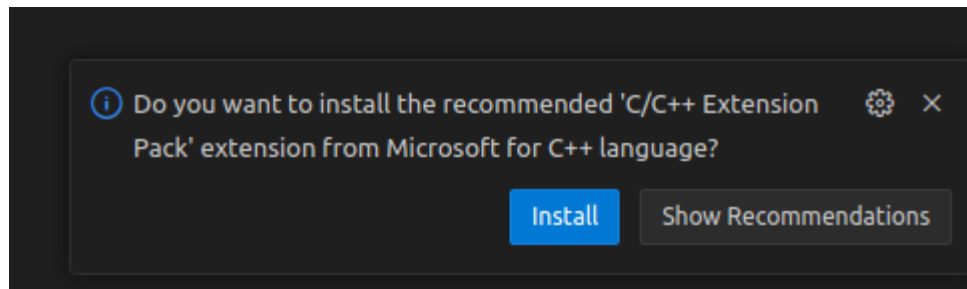 Do you want to install the recommended 'C/C++ Extension
Pack' extension from Microsoft for C++ language?
Install
Show Recommendations